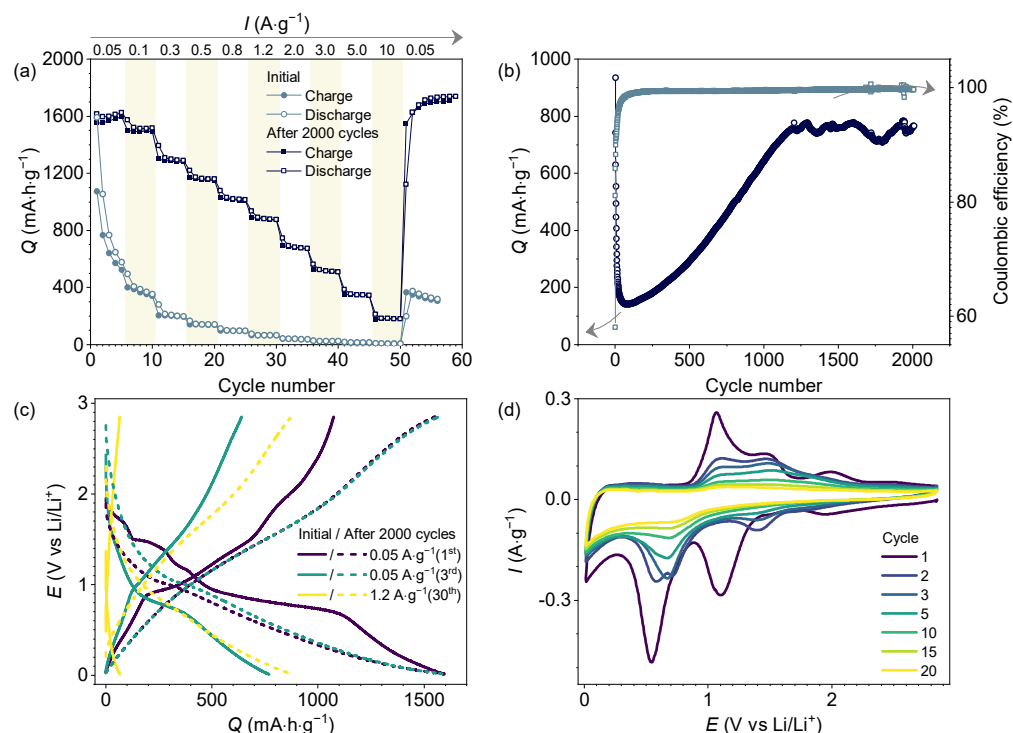 I (A·g⁻¹)
0.05 0.1 0.3 0.5 0.8 1.2 2.0 3.0 5.0 10 0.05
(a)
2000
1600
1200
800
400
0
Q (mA·h·g⁻¹)
Initial
Charge
Discharge
After 2000 cycles
Charge
Discharge
0 10 20 30 40 50 60
Cycle number
(b)
1000
800
600
400
200
0
Q (mA·h·g⁻¹)
100
80
60
Coulombic efficiency (%)
0 500 1000 1500 2000
Cycle number
(c)
3
2
1
0
E (V vs Li/Li⁺)
Initial / After 2000 cycles
/ 0.05 A·g⁻¹(1ˢᵗ)
/ 0.05 A·g⁻¹(3ʳᵈ)
/ 1.2 A·g⁻¹(30ᵗʰ)
0 500 1000 1500
Q (mA·h·g⁻¹)
(d)
0.3
0.0
-0.3
I (A·g⁻¹)
Cycle
1
2
3
5
10
15
20
0 1 2
E (V vs Li/Li⁺)